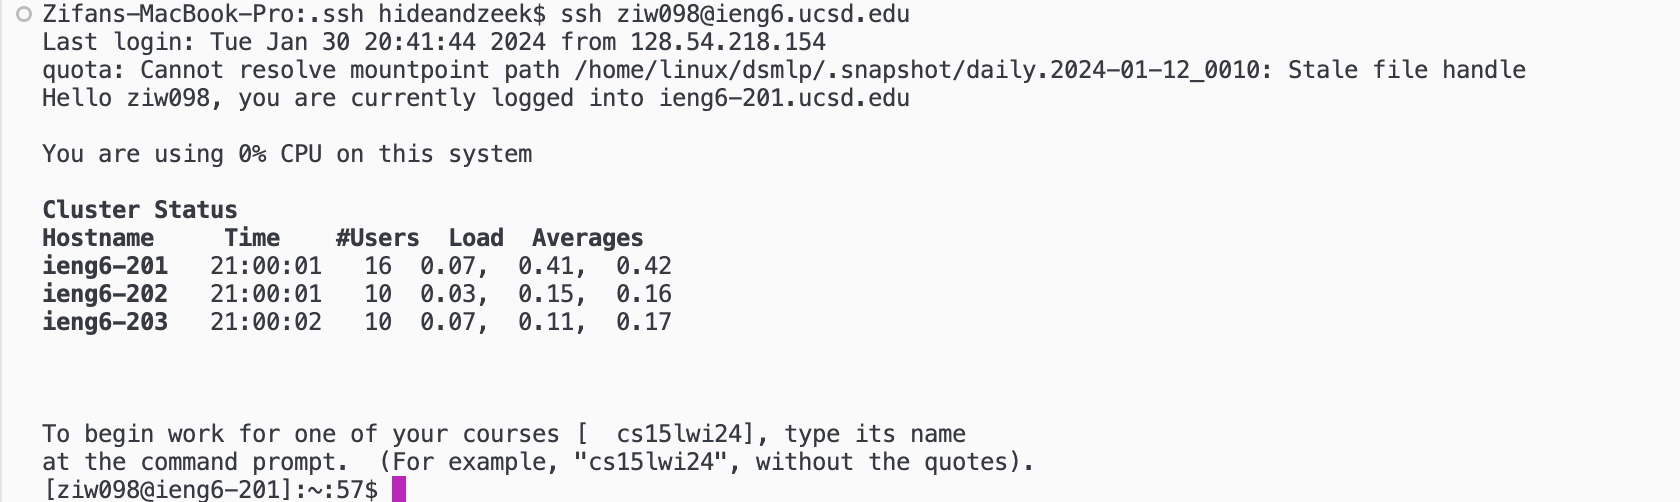 Zifans-MacBook-Pro:.ssh hideandzeek$ ssh ziw098@ieng6.ucsd.edu
Last login: Tue Jan 30 20:41:44 2024 from 128.54.218.154
quota: Cannot resolve mountpoint path /home/linux/dsmlp/.snapshot/daily.2024-01-12_0010: Stale file handle
Hello ziw098, you are currently logged into ieng6-201.ucsd.edu
You are using 0% CPU on this system
Cluster Status
Hostname     Time    #Users  Load  Averages
ieng6-201   21:00:01   16  0.07,  0.41,  0.42
ieng6-202   21:00:01   10  0.03,  0.15,  0.16
ieng6-203   21:00:02   10  0.07,  0.11,  0.17
To begin work for one of your courses [  cs15lwi24], type its name
at the command prompt.  (For example, "cs15lwi24", without the quotes).
[ziw098@ieng6-201]:~:57$